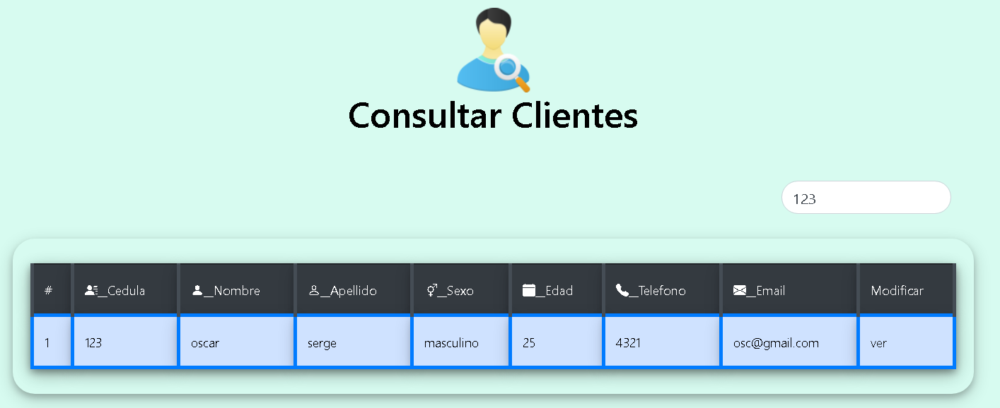 Consultar Clientes
123
# __Cedula __Nombre __Apellido __Sexo __Edad __Telefono __Email Modificar
1 123 oscar serge masculino 25 4321 osc@gmail.com ver